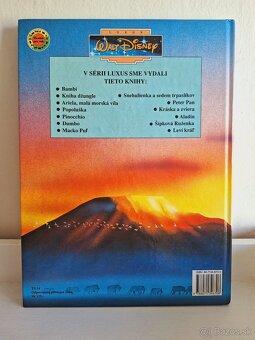 LUXUS
WALT DISNEY
V SÉRII LUXUS SME VYDALI
TIETO KNIHY:
Bambi
Kniha džungle
Ariela, malá morská víla
Popoluška
Pinocchio
Dumbo
Macko Puf
Snehulienka a sedem trpaslíkov
Peter Pan
Kráska a zviera
Aladin
Šípková Ruženka
Leví kráľ
bazos.sk